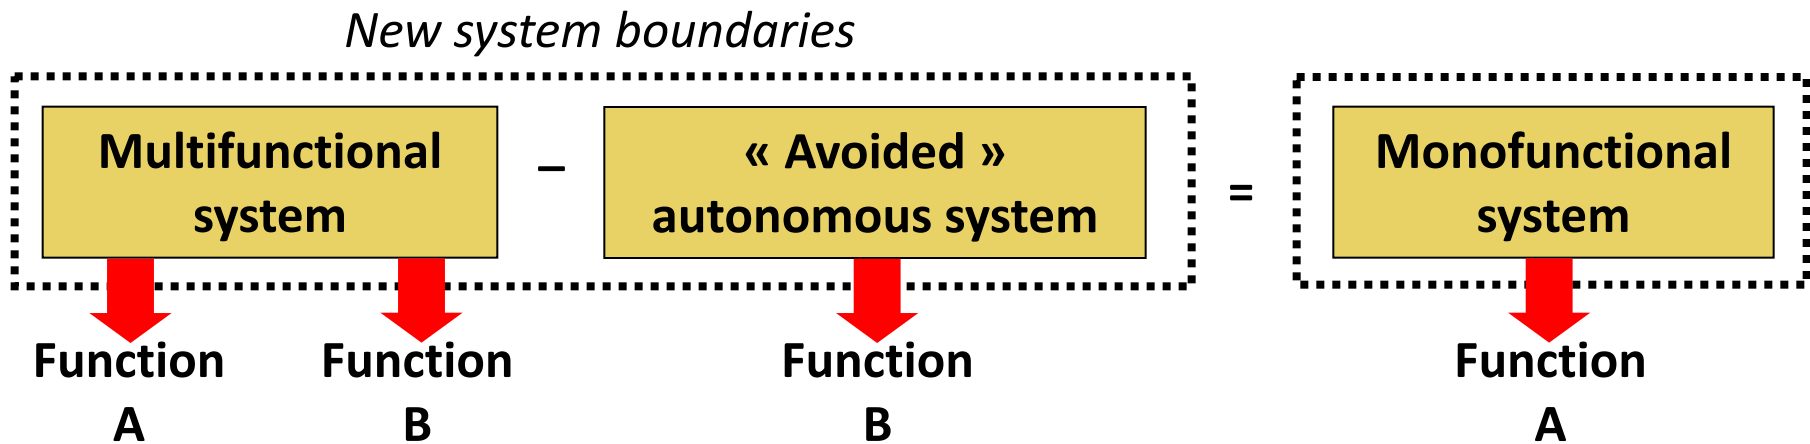 New system boundaries
Multifunctional
system
–
« Avoided »
autonomous system
=
Monofunctional
system
Function
A
Function
B
Function
B
Function
A